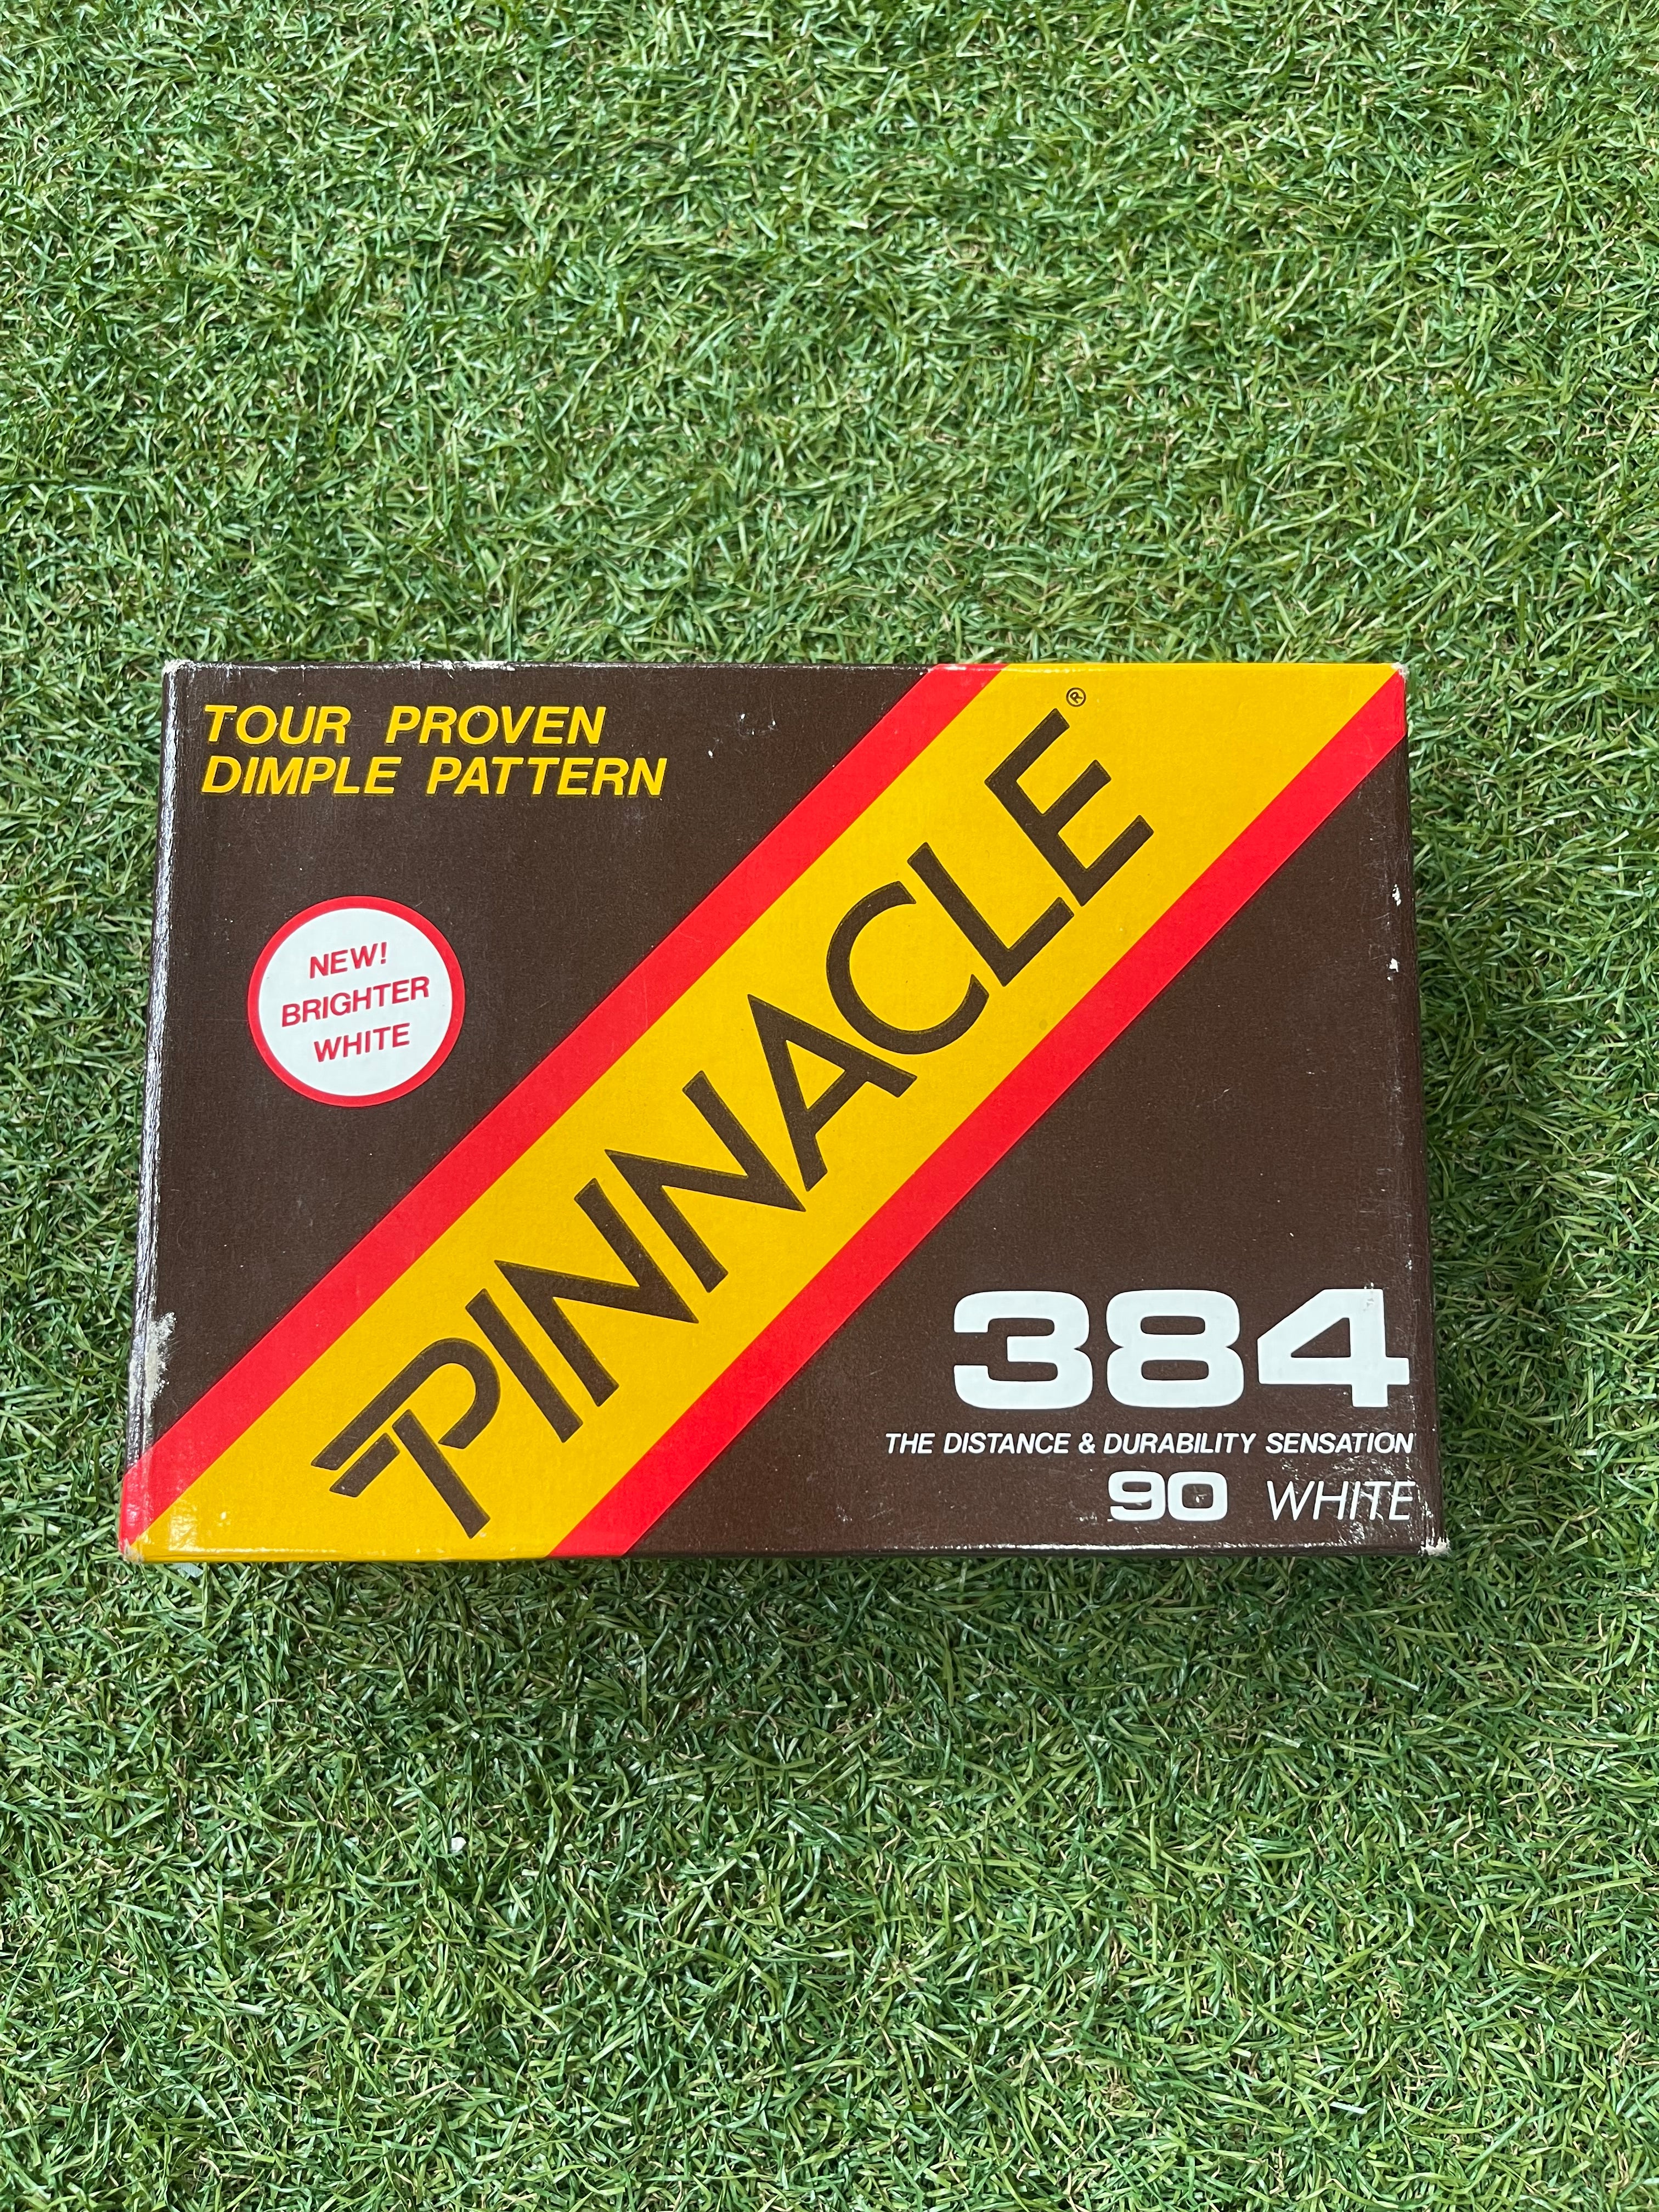 TOUR PROVEN
DIMPLE PATTERN
NEW!
BRIGHTER
WHITE
PINNACLE®
384
THE DISTANCE & DURABILITY SENSATION
90 WHITE